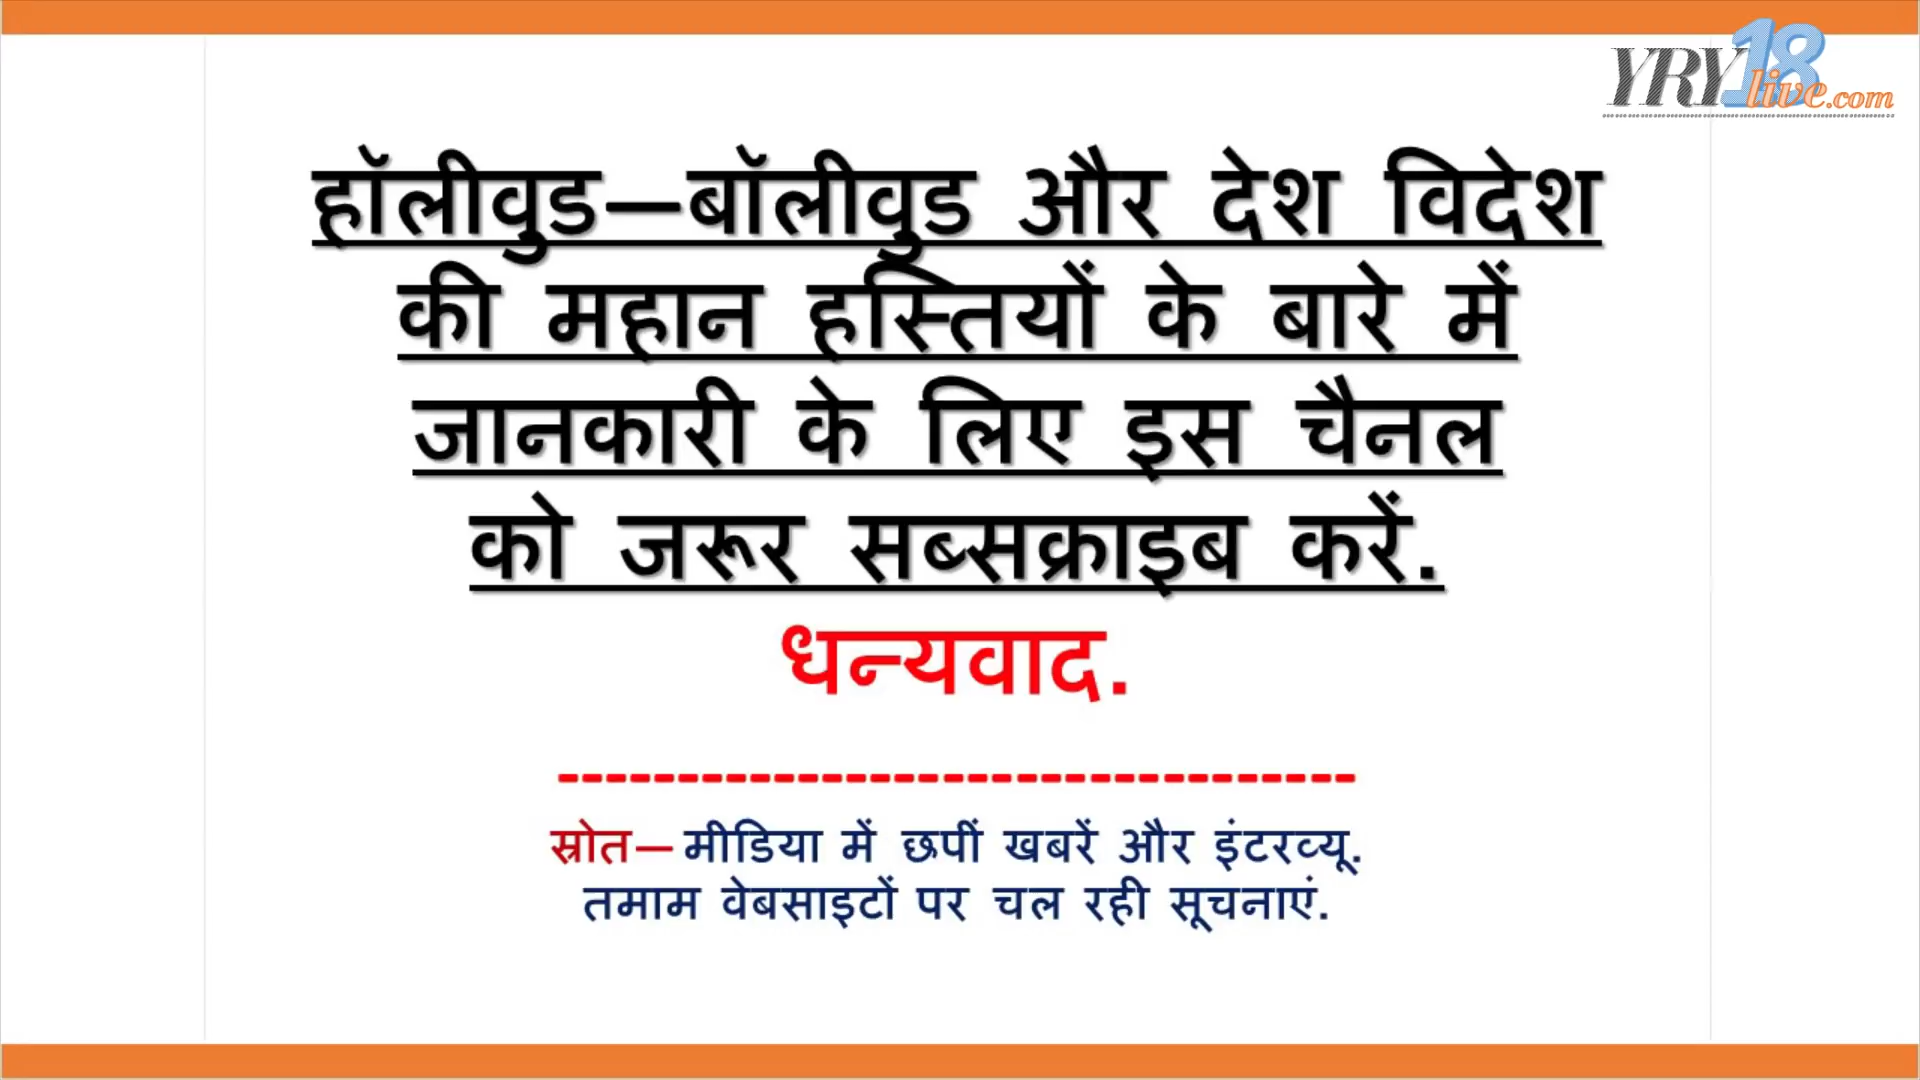 YRY18live.com
हॉलीवुड–बॉलीवुड और देश विदेश
की महान हस्तियों के बारे में
जानकारी के लिए इस चैनल
को जरूर सब्सक्राइब करें.
धन्यवाद.
---------------------------------
स्रोत– मीडिया में छपीं खबरें और इंटरव्यू.
तमाम वेबसाइटों पर चल रही सूचनाएं.